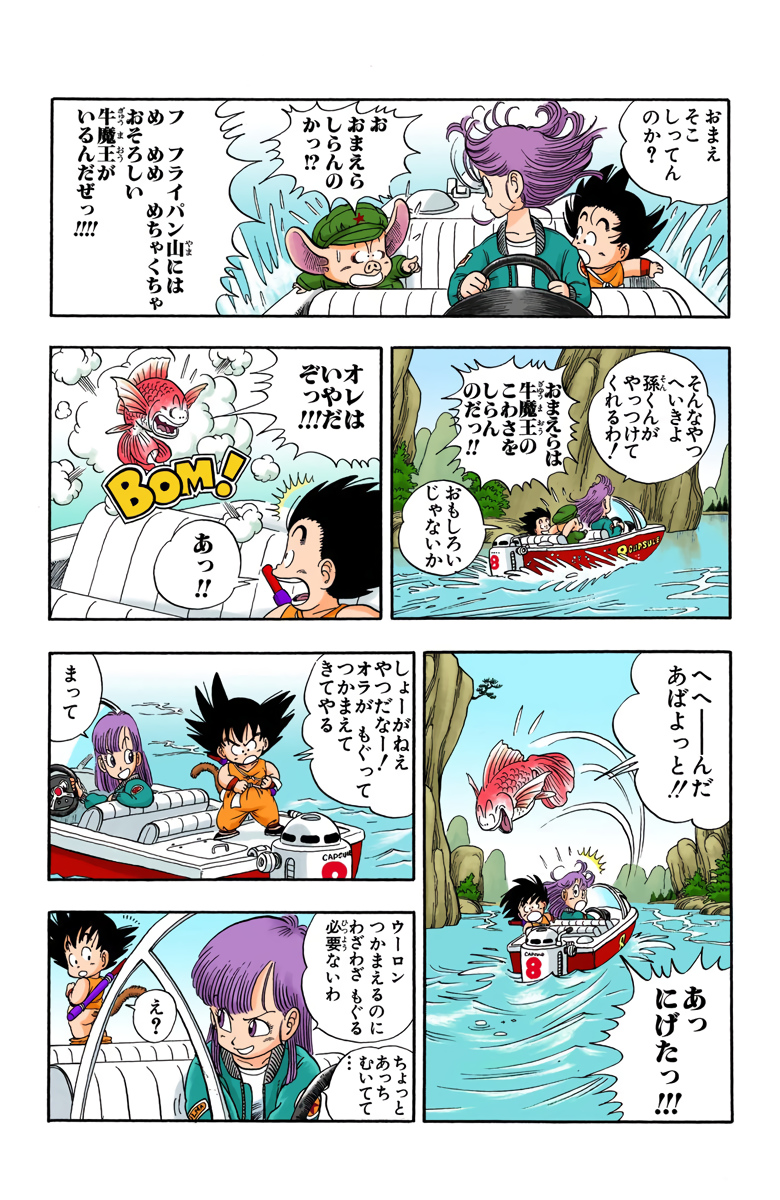 おまえ
そこ
しってん
のか?
お
おまえら
しらんの
かっ!?
フ フライパン山には
め めめ めちゃくちゃ
おそろしい
牛魔王が
いるんだぜっ!!!!
そんなやつ
へいきよ
孫くんが
やっつけて
くれるわ!
おまえらは
牛魔王の
こわさを
しらん
のだっ!!
おもしろい
じゃないか
CAPSULE
8
オレは
いやだ
ぞっ!!!
BOM!
あっ!!
へへ──んだ
あばよっと!!
あっ
にげたっ!!!
CAPSULE
8
しょーがねえ
やつだなー!
オラが もぐって
つかまえて
きてやる
まって
CAPSULE
8
ウーロン
つかまえるのに
わざわざ もぐる
必要ないわ
ちょっと
あっち
むいてて
…
え?